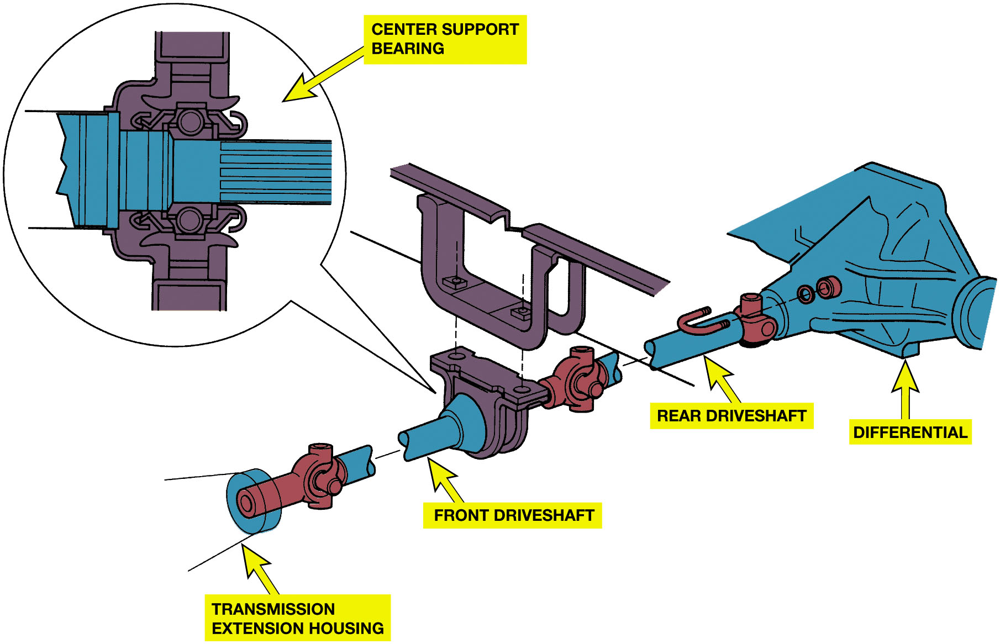 CENTER SUPPORT
BEARING
REAR DRIVESHAFT
DIFFERENTIAL
FRONT DRIVESHAFT
TRANSMISSION
EXTENSION HOUSING